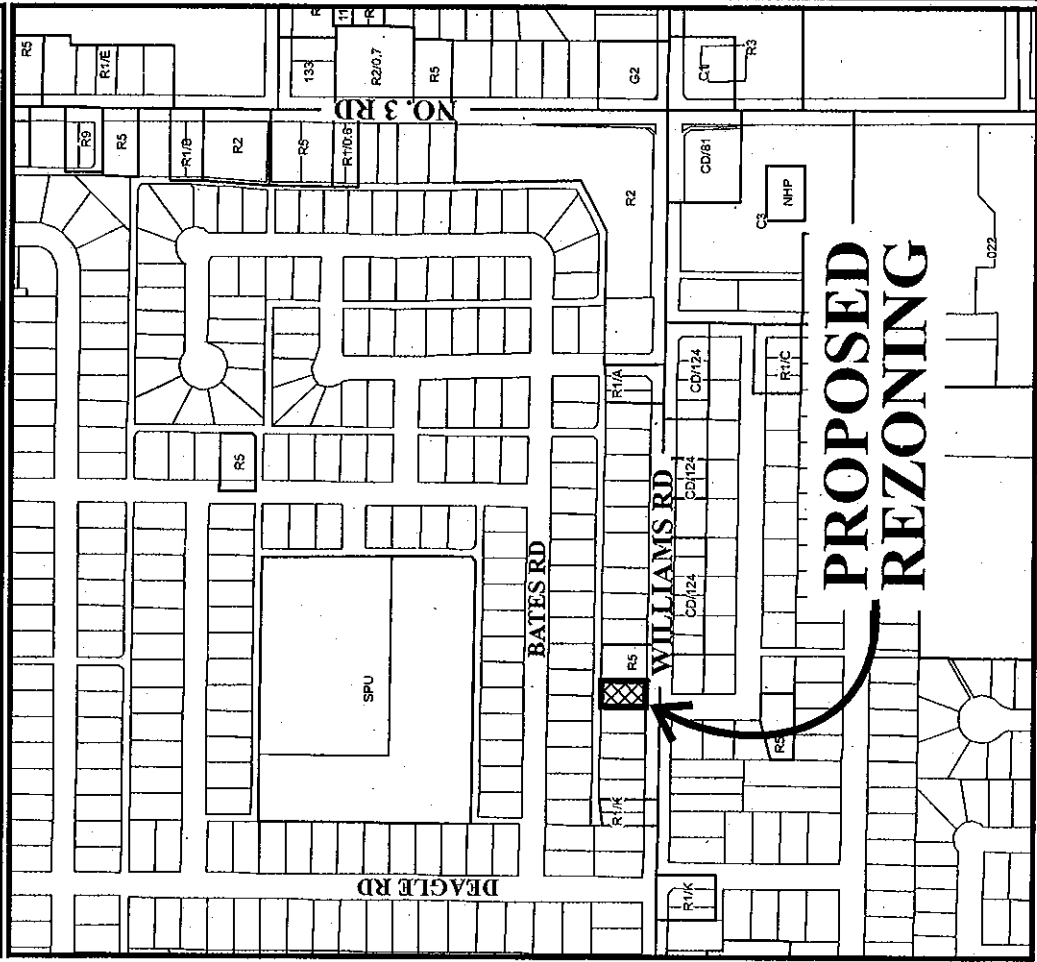 R5
R1/E
R
11
R
133
R2/0,7
R5
G2
C1
R3
NO. 3 RD
R9
R5
R1/B
R2
R5
R1/0.6
R2
CD/61
NHP
C3
022
R1/A
CD/124
R1/C
R5
CD/124
SPU
BATES RD
WILLIAMS RD
CD/124
R5
R5
R1/K
DEAGLE RD
R1/K
PROPOSED
REZONING